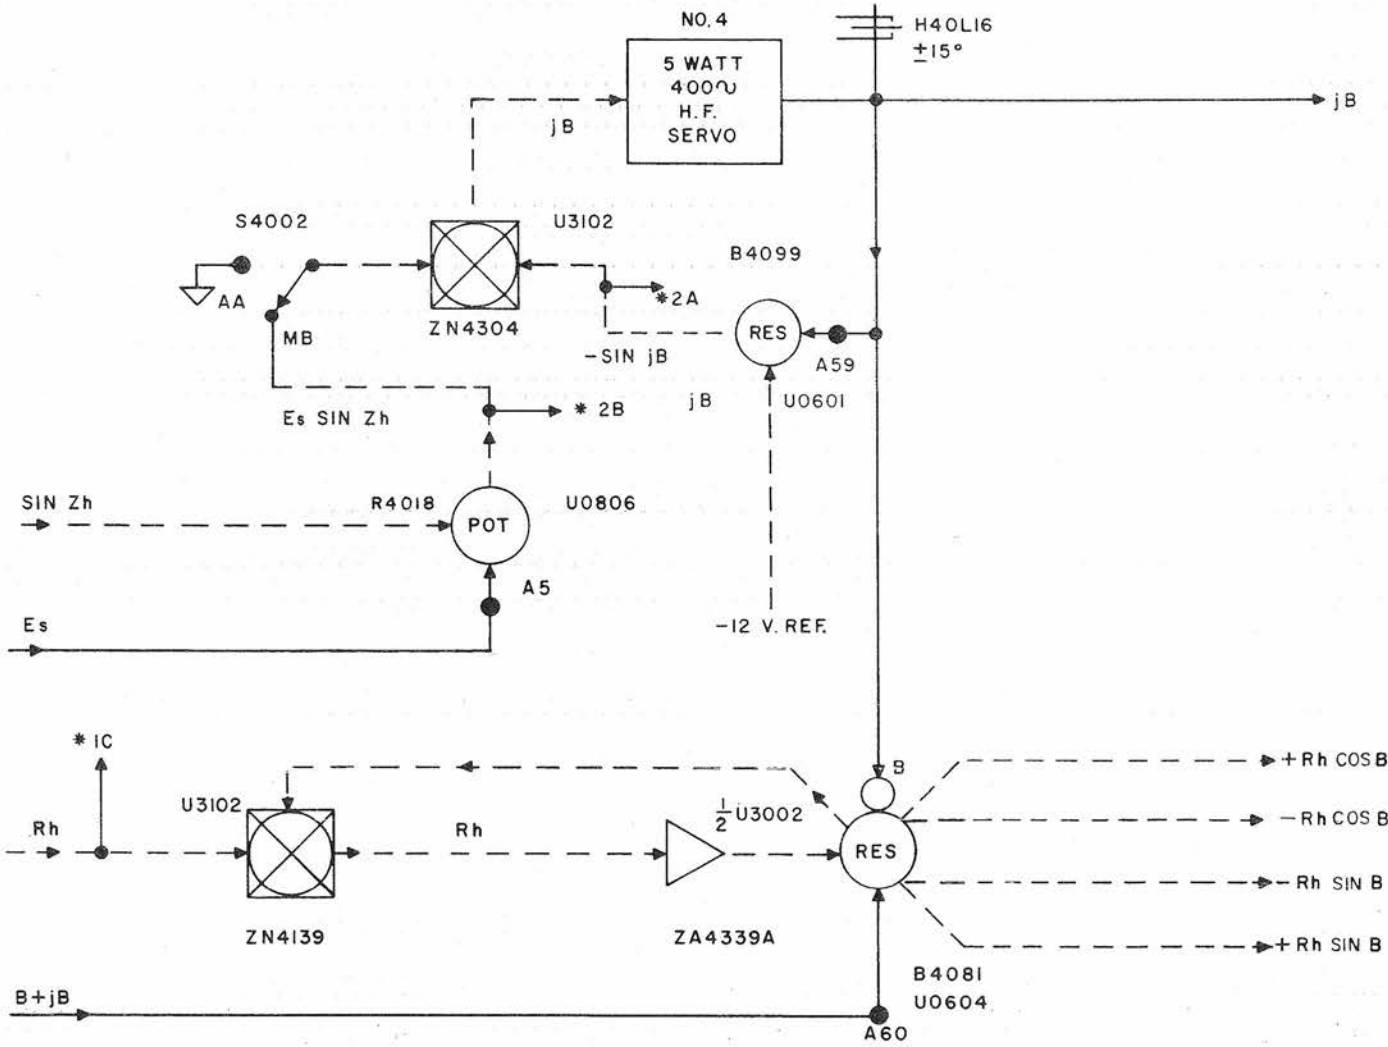 NO. 4
5 WATT
400~
H.F.
SERVO
H40L16
±15°
jB
jB
S4002
U3102
B4099
AA
MB
ZN4304
*2A
-SIN jB
RES
A59
U0601
jB
Es SIN Zh
* 2B
SIN Zh
R4018
POT
U0806
A5
Es
-12 V. REF.
* 1C
Rh
U3102
Rh
1/2 U3002
B
RES
+ Rh COS B
- Rh COS B
- Rh SIN B
+ Rh SIN B
ZN4139
ZA4339A
B4081
U0604
B+jB
A60